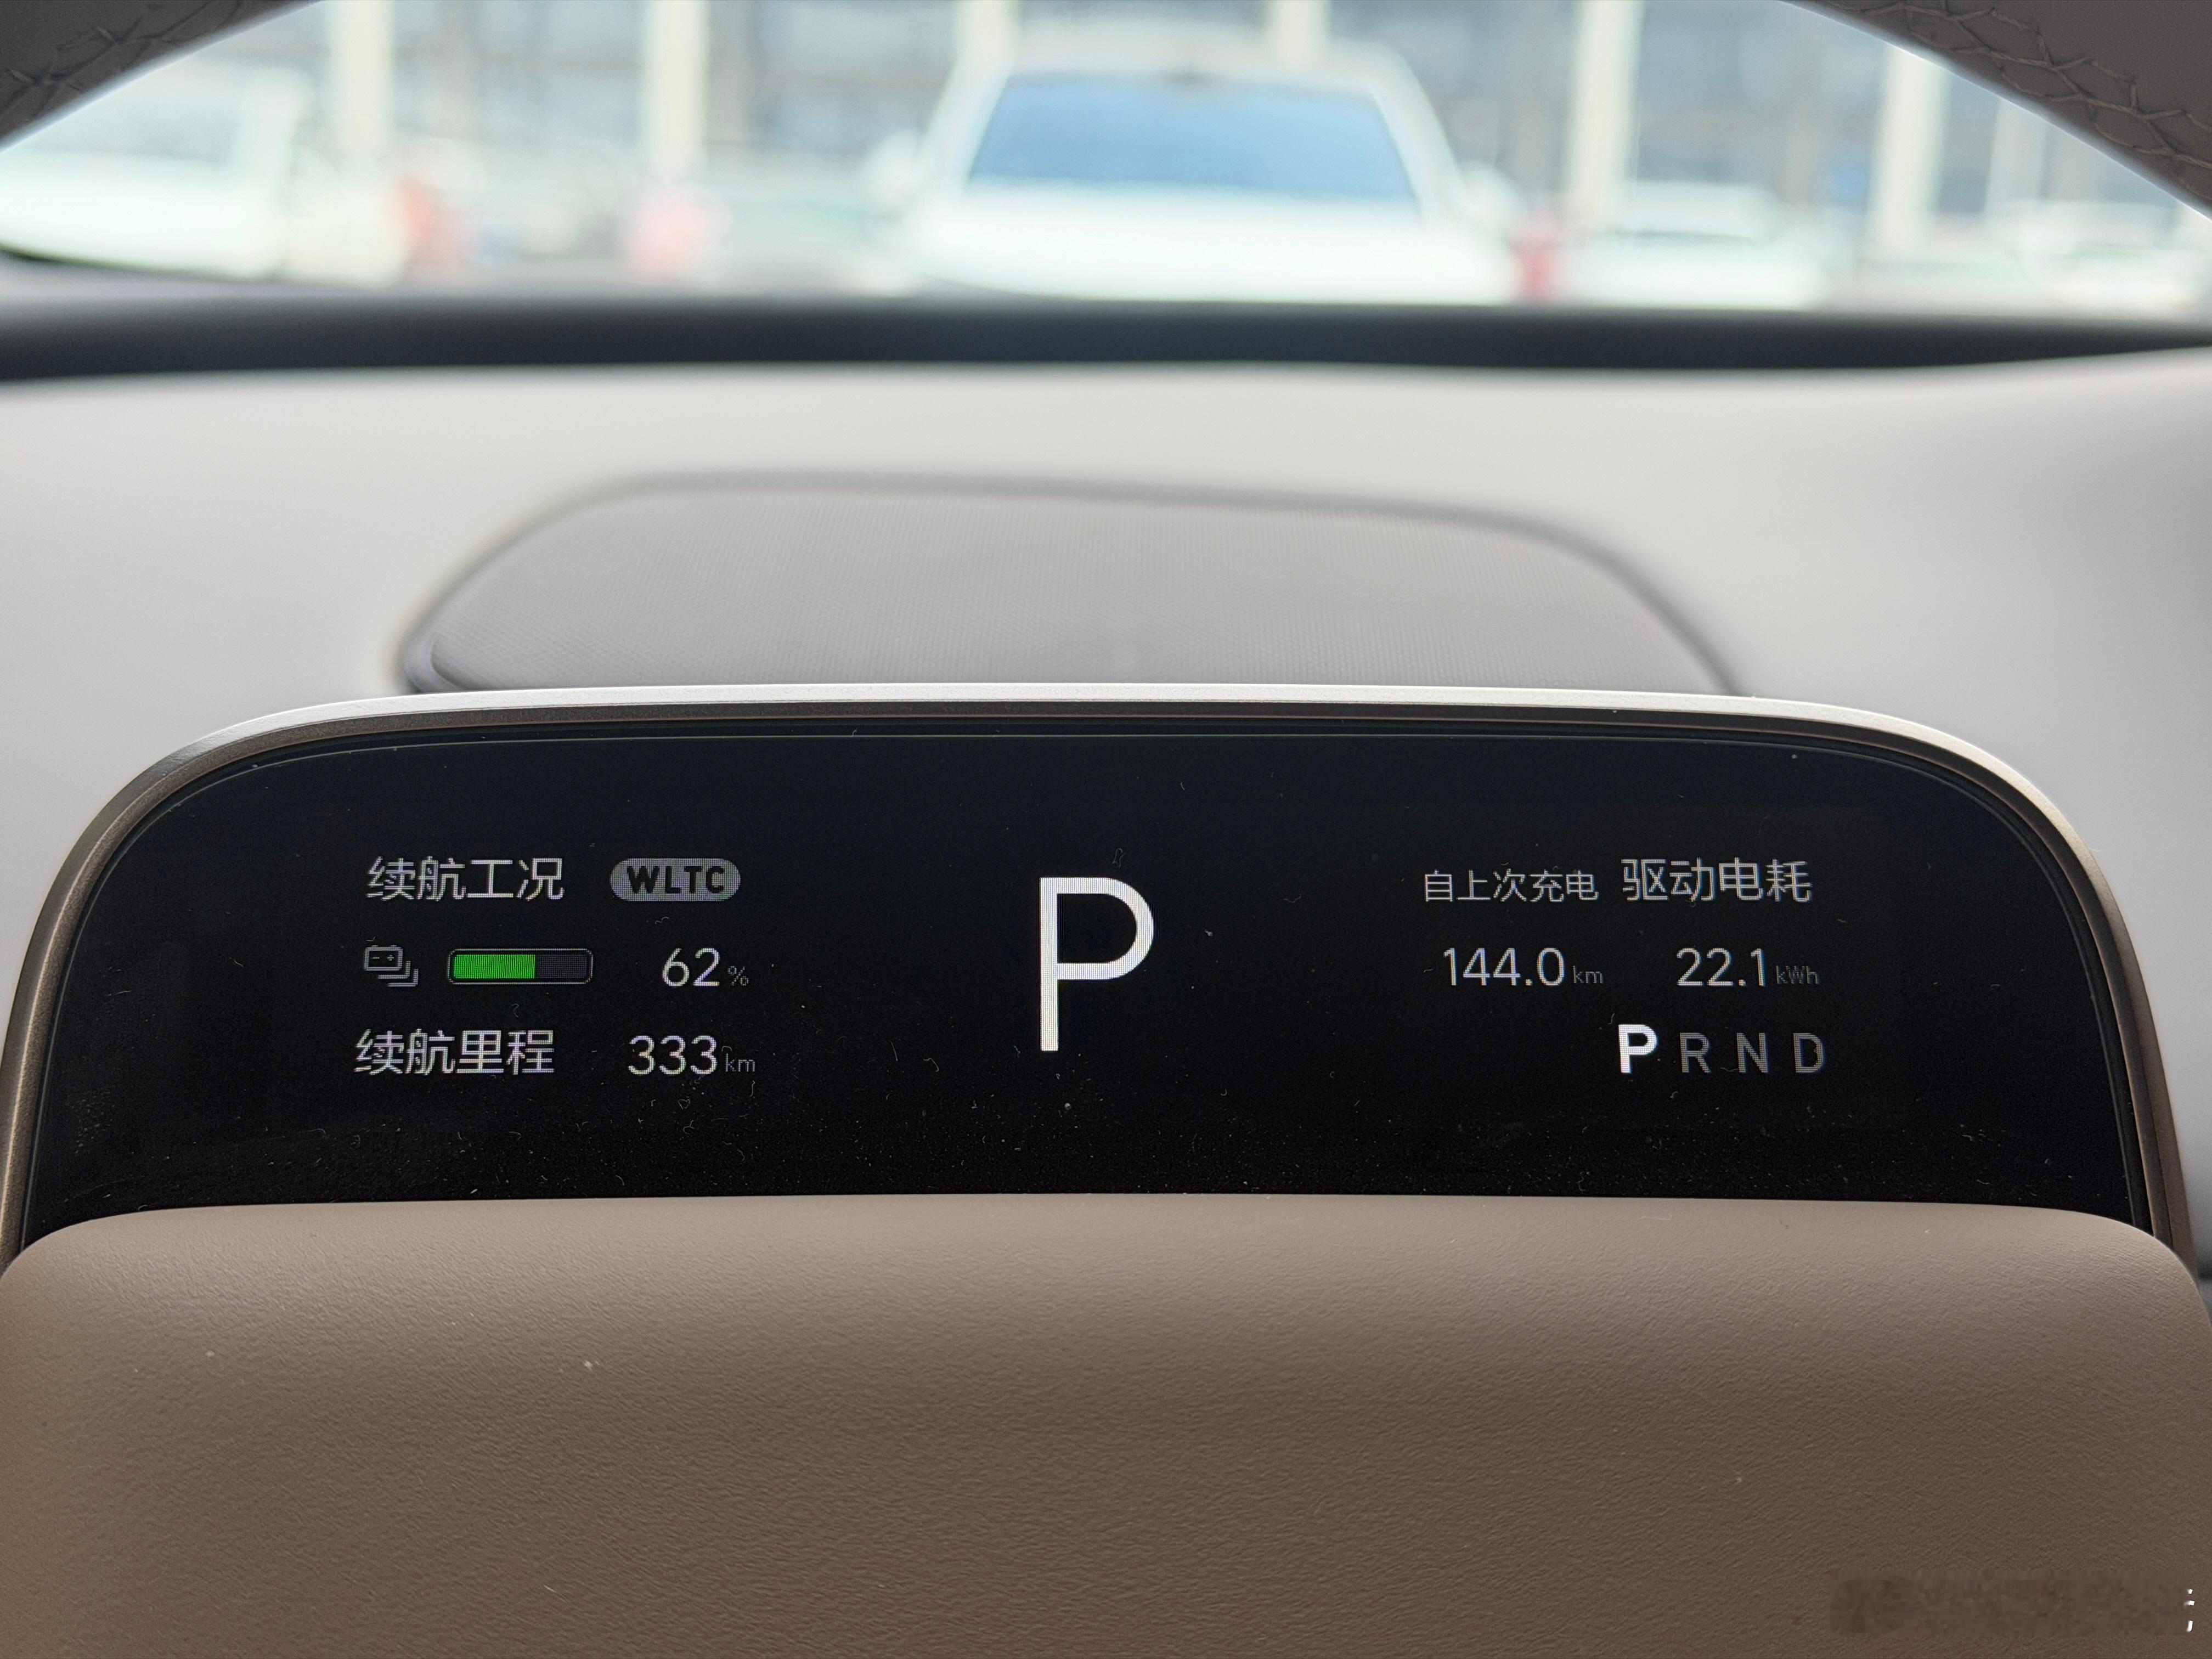 续航工况 WLTC
62%
续航里程 333km
P
自上次充电 驱动电耗
144.0km 22.1kWh
P R N D